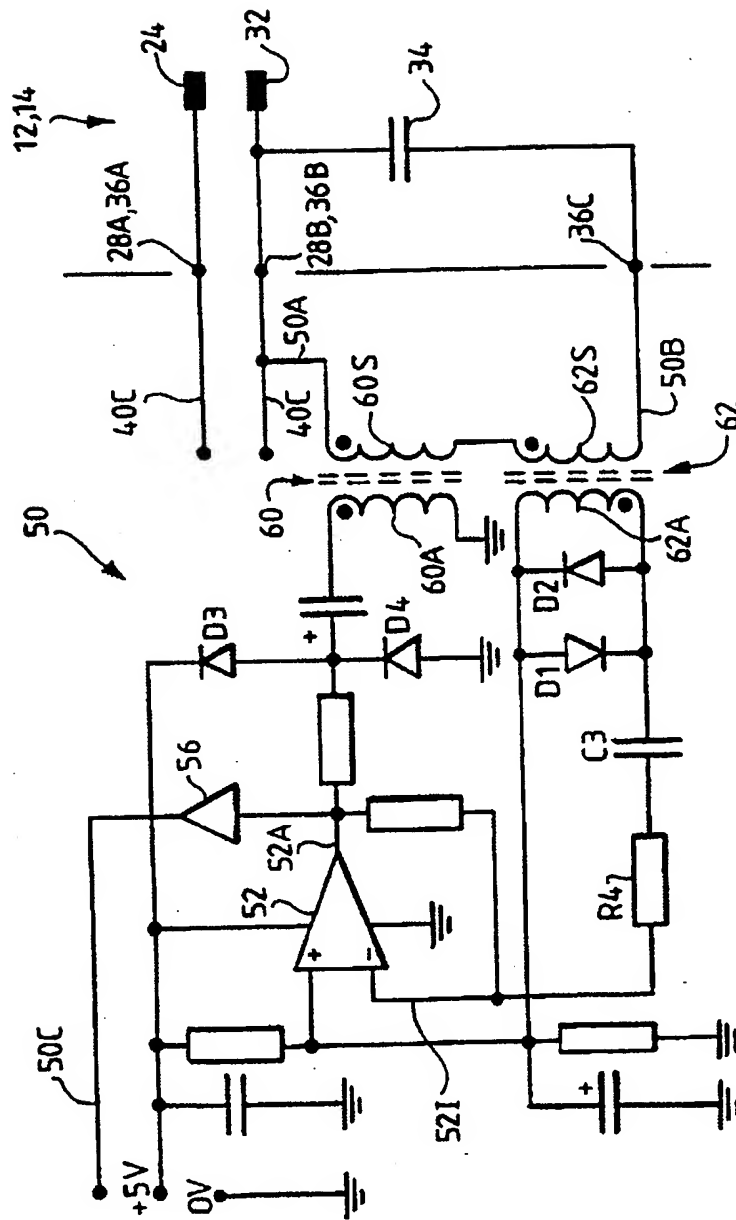 50
12,14
50C
+5V
0V
56
D3
52
52A
+
-
+
D4
52I
+
R4
C3
D1
D2
60
60A
62A
62
40C
40C
28A,36A
24
50A
28B,36B
32
60S
62S
50B
36C
34